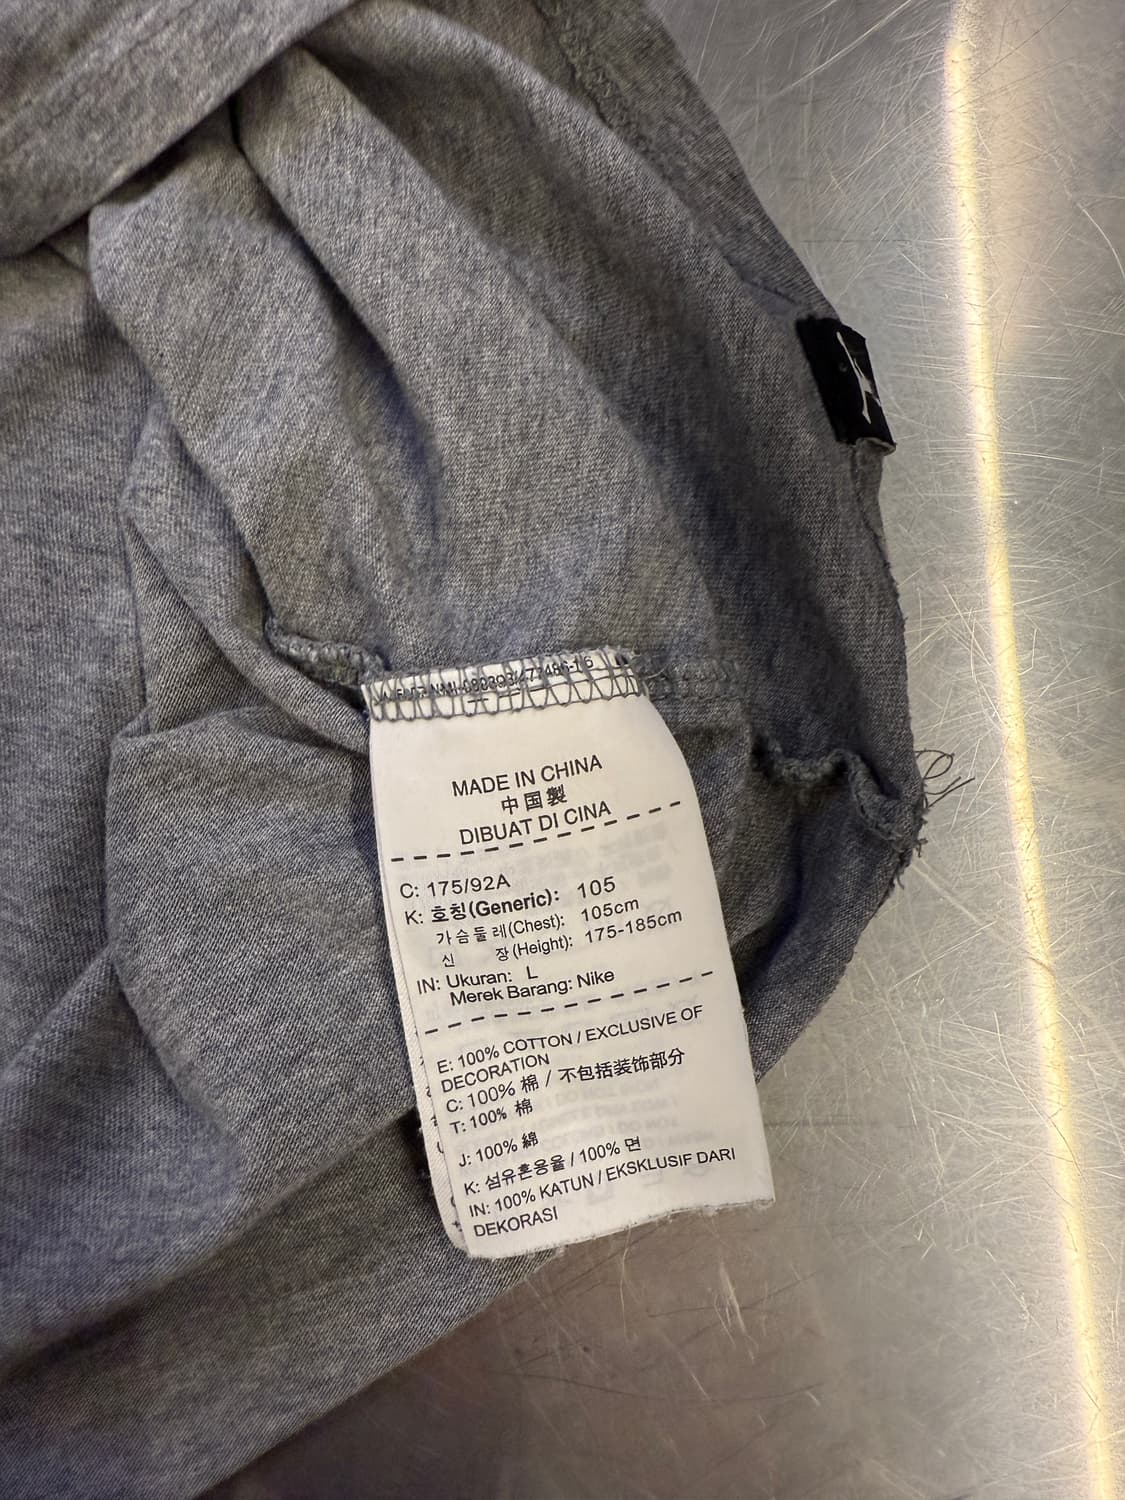 MADE IN CHINA
中国製
DIBUAT DI CINA
C: 175/92A
K: 호칭(Generic): 105
가슴둘레(Chest): 105cm
신 장(Height): 175-185cm
IN: Ukuran: L
Merek Barang: Nike
E: 100% COTTON / EXCLUSIVE OF
DECORATION
C: 100% 棉 / 不包括装饰部分
T: 100% 棉
J: 100% 綿
K: 섬유혼용율 / 100% 면
IN: 100% KATUN / EKSKLUSIF DARI
DEKORASI